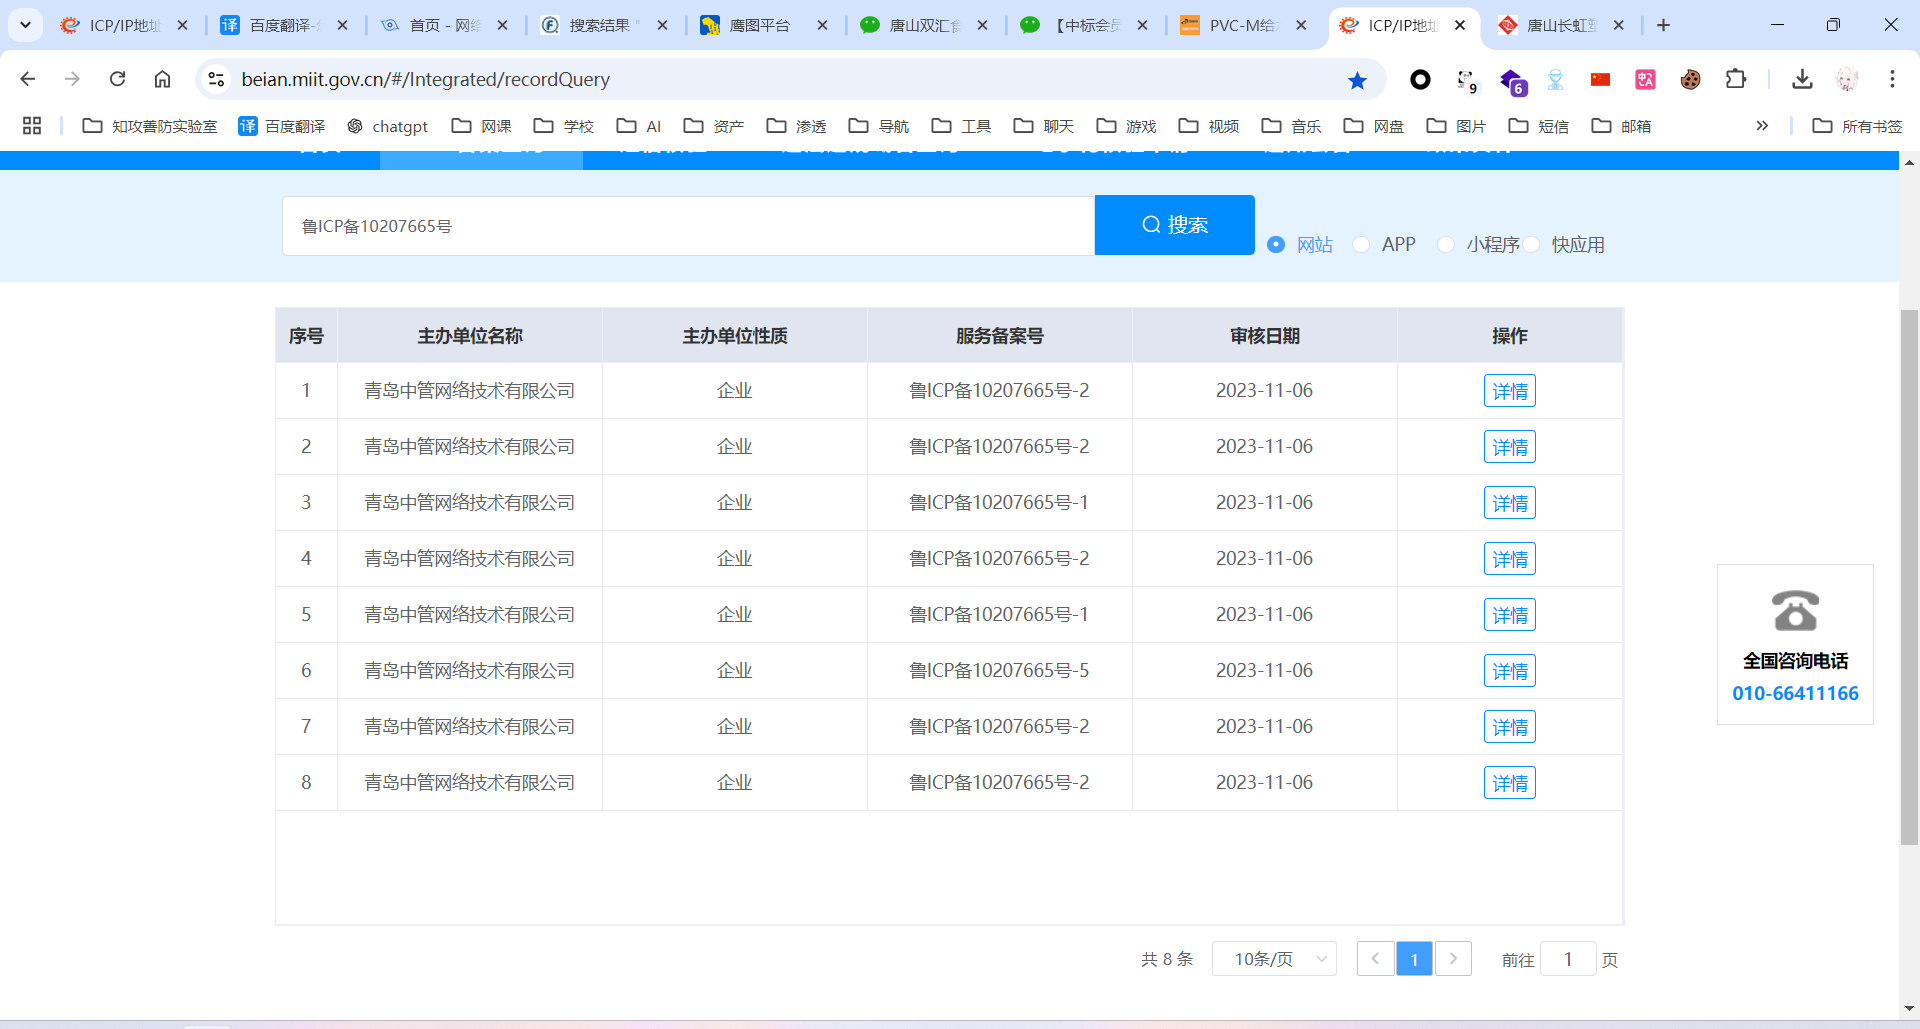 ICP/IP地址
百度翻译-
首页 - 网络
搜索结果
鹰图平台
唐山双汇食
【中标会员
PVC-M给
ICP/IP地址
唐山长虹塑
beian.miit.gov.cn/#/Integrated/recordQuery
9
6
知攻善防实验室
译 百度翻译
chatgpt
网课
学校
AI
资产
渗透
导航
工具
聊天
游戏
视频
音乐
网盘
图片
短信
邮箱
所有书签
鲁ICP备10207665号
搜索
网站
APP
小程序
快应用
序号 主办单位名称 主办单位性质 服务备案号 审核日期 操作
1 青岛中管网络技术有限公司 企业 鲁ICP备10207665号-2 2023-11-06 详情
2 青岛中管网络技术有限公司 企业 鲁ICP备10207665号-2 2023-11-06 详情
3 青岛中管网络技术有限公司 企业 鲁ICP备10207665号-1 2023-11-06 详情
4 青岛中管网络技术有限公司 企业 鲁ICP备10207665号-2 2023-11-06 详情
5 青岛中管网络技术有限公司 企业 鲁ICP备10207665号-1 2023-11-06 详情
6 青岛中管网络技术有限公司 企业 鲁ICP备10207665号-5 2023-11-06 详情
7 青岛中管网络技术有限公司 企业 鲁ICP备10207665号-2 2023-11-06 详情
8 青岛中管网络技术有限公司 企业 鲁ICP备10207665号-2 2023-11-06 详情
全国咨询电话
010-66411166
共 8 条 10条/页 1 前往 1 页